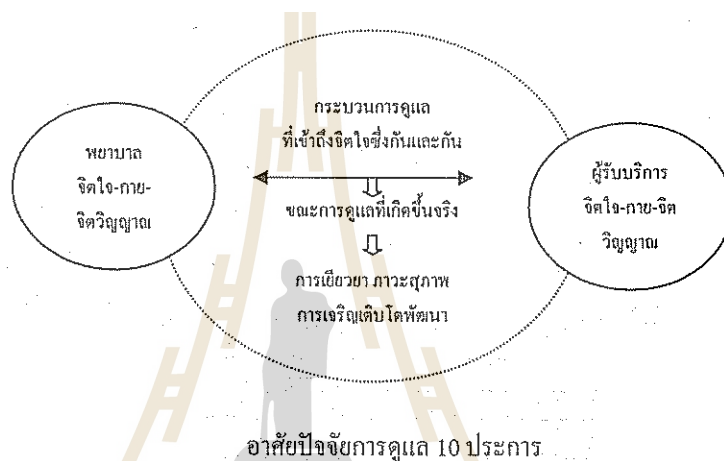 กระบวนการดูแล
ที่เข้าถึงจิตใจซึ่งกันและกัน
พยาบาล
จิตใจ-กาย-
จิตวิญญาณ
ผู้รับบริการ
จิตใจ-กาย-จิต
วิญญาณ
ขณะการดูแลที่เกิดขึ้นจริง
การเยียวยา ภาวะสุขภาพ
การเจริญเติบโตพัฒนา
อาศัยปัจจัยการดูแล 10 ประการ